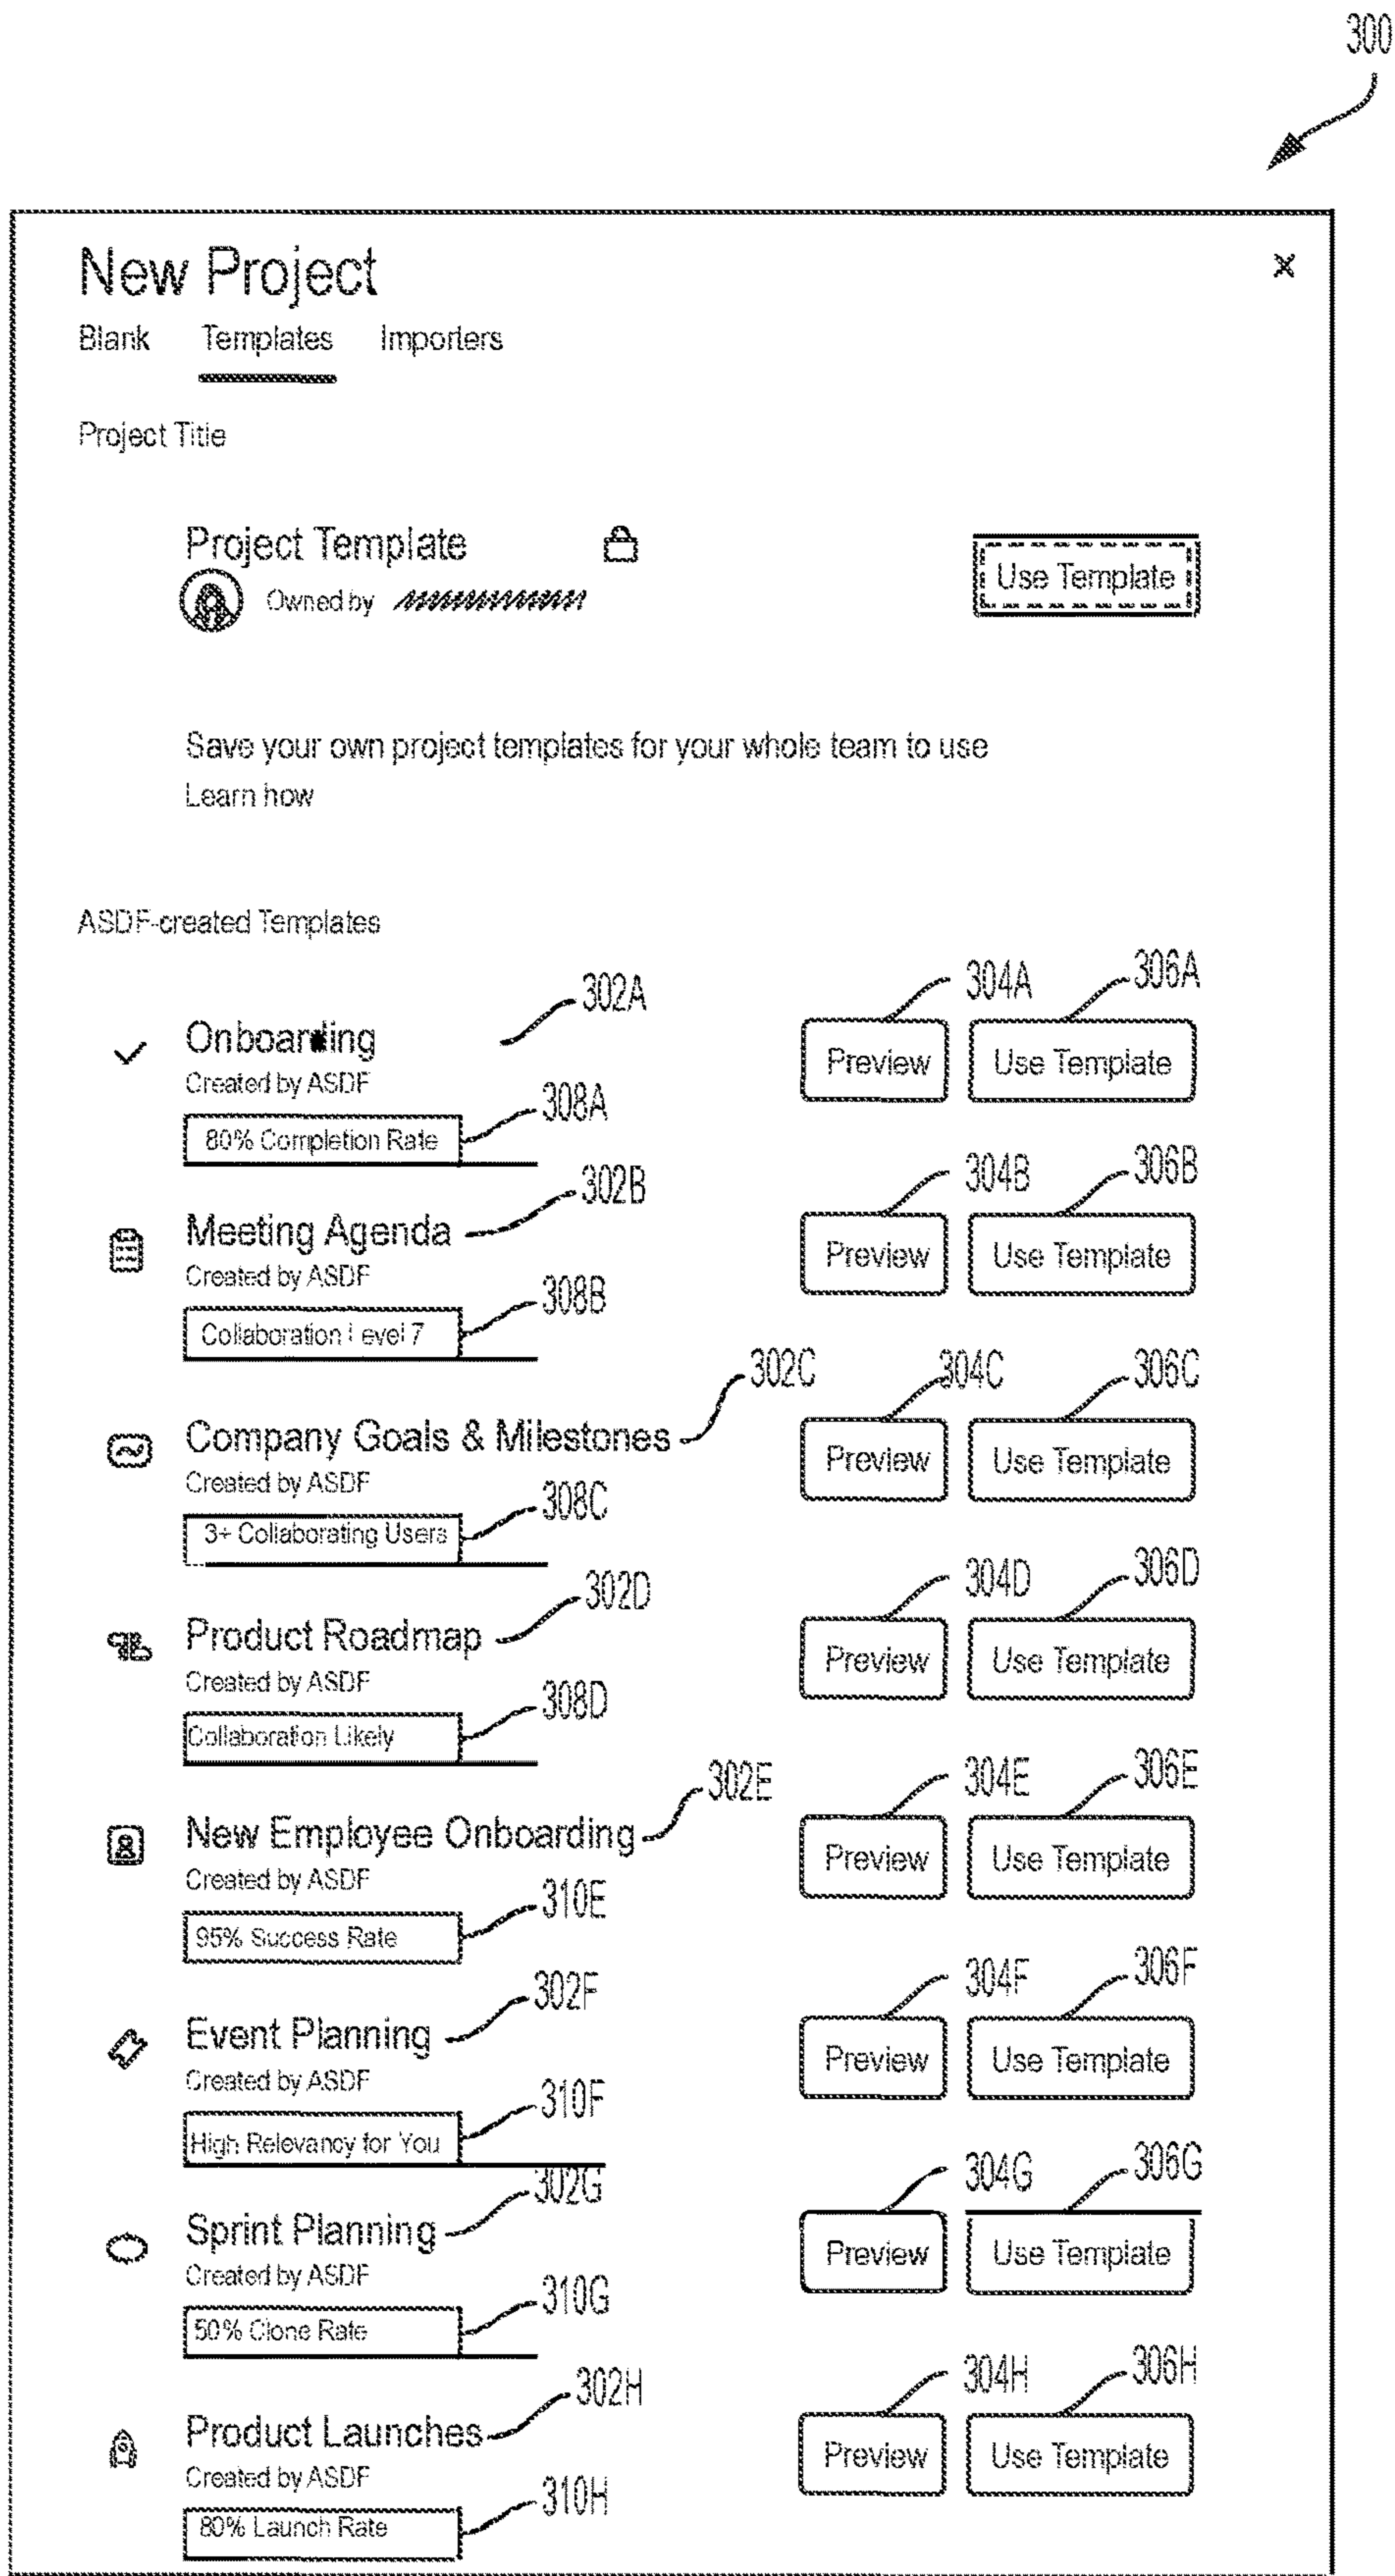 300
New Project X
Blank Templates Importers
Project Title
Project Template
Use Template
Owned by
Save your own project templates for your whole team to use
Learn how
ASDF-created Templates
302A 304A 306A
Onboarding Preview Use Template
Created by ASDF
308A
80% Completion Rate
302B 304B 306B
Meeting Agenda Preview Use Template
Created by ASDF
308B
Collaboration Level 7
302C 304C 306C
Company Goals & Milestones Preview Use Template
Created by ASDF
308C
3+ Collaborating Users
302D 304D 306D
Product Roadmap Preview Use Template
Created by ASDF
308D
Collaboration Likely
302E 304E 306E
New Employee Onboarding Preview Use Template
Created by ASDF
310E
95% Success Rate
302F 304F 306F
Event Planning Preview Use Template
Created by ASDF
310F
High Relevancy for You
302G 304G 306G
Sprint Planning Preview Use Template
Created by ASDF
310G
50% Clone Rate
302H 304H 306H
Product Launches Preview Use Template
Created by ASDF
310H
80% Launch Rate